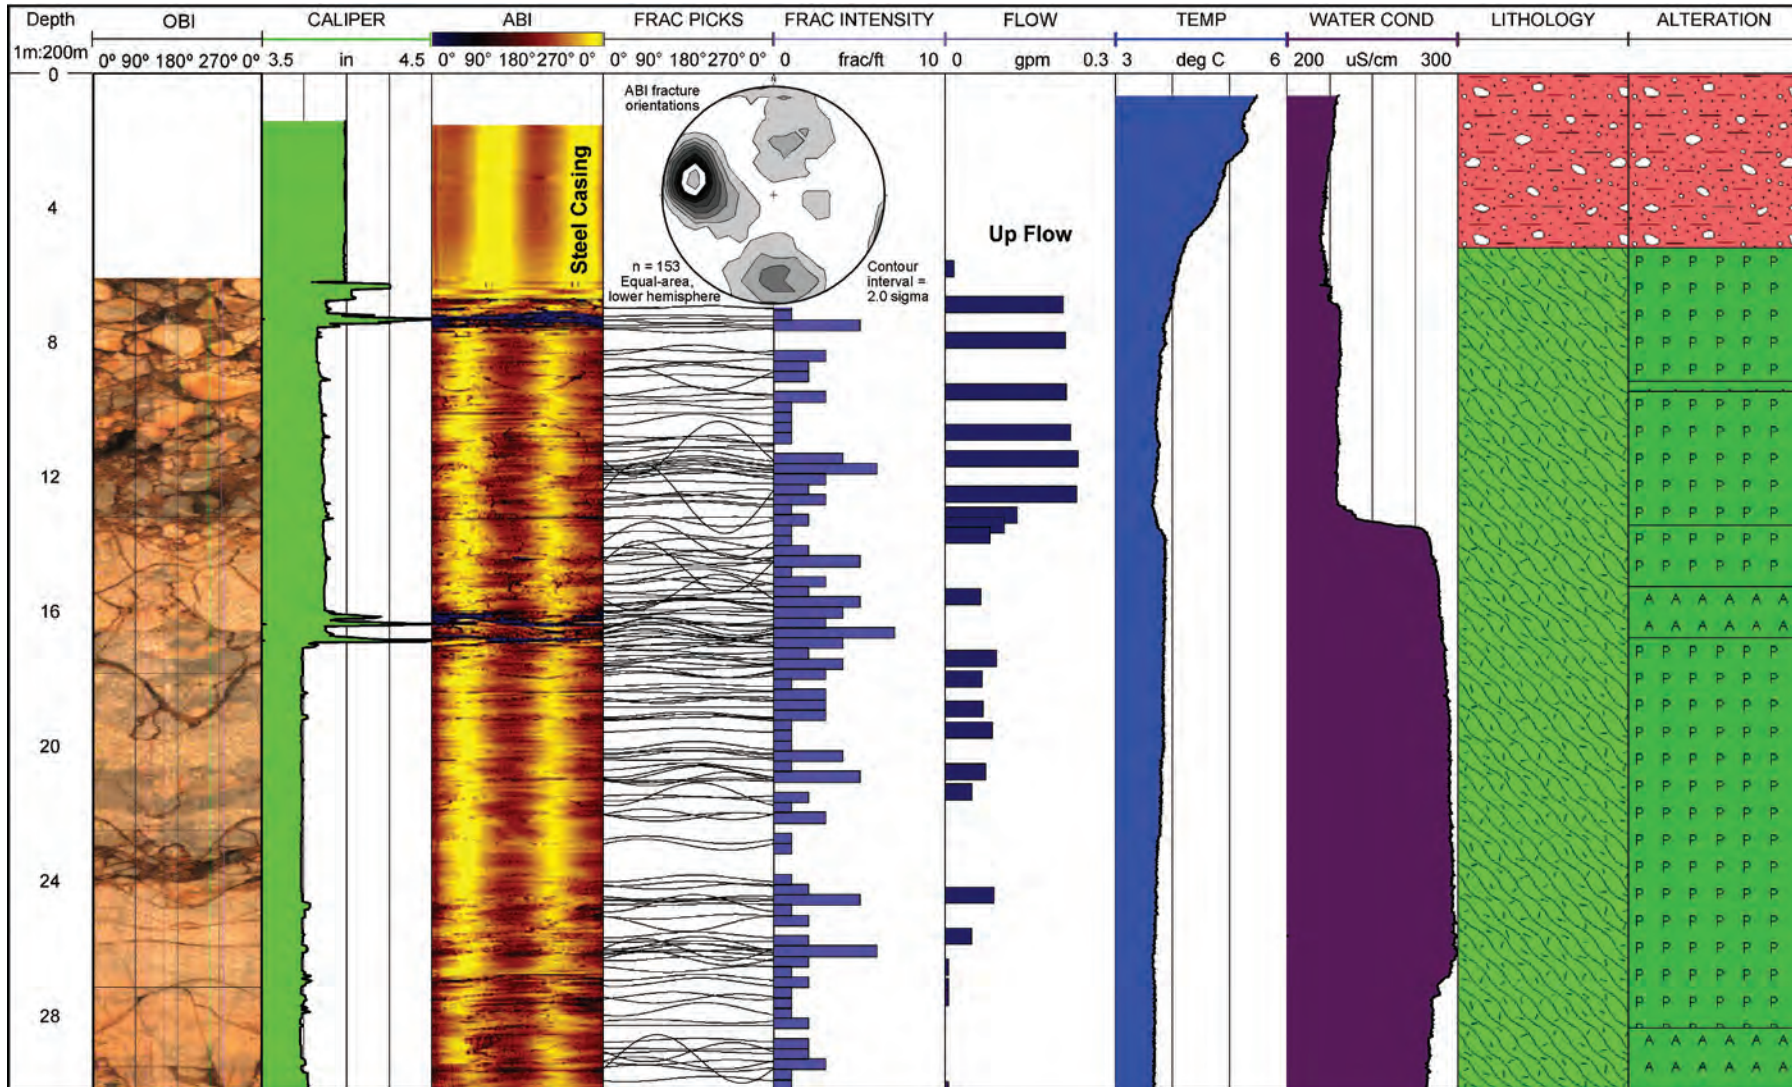 Depth OBI CALIPER ABI FRAC PICKS FRAC INTENSITY FLOW TEMP WATER COND LITHOLOGY ALTERATION
1m:200m 0° 90° 180° 270° 0° 3.5 in 4.5 0° 90° 180°270° 0° 0° 90° 180°270° 0° 0 frac/ft 10 0 gpm 0.3 3 deg C 6 200 uS/cm 300
0
N
ABI fracture
orientations
Steel Casing
4
Up Flow
n = 153
Equal-area,
lower hemisphere
Contour
interval =
2.0 sigma
P P P P P P
P P P P P P
P P P P P P
8
P P P P P P
P P P P P P
P P P P P P
P P P P P P
12
P P P P P P
P P P P P P
P P P P P P
P P P P P P
A A A A A A
16
A A A A A A
P P P P P P
P P P P P P
P P P P P P
P P P P P P
20
P P P P P P
P P P P P P
P P P P P P
P P P P P P
P P P P P P
24
P P P P P P
P P P P P P
P P P P P P
P P P P P P
P P P P P P
28
P P P P P P
A A A A A A
A A A A A A